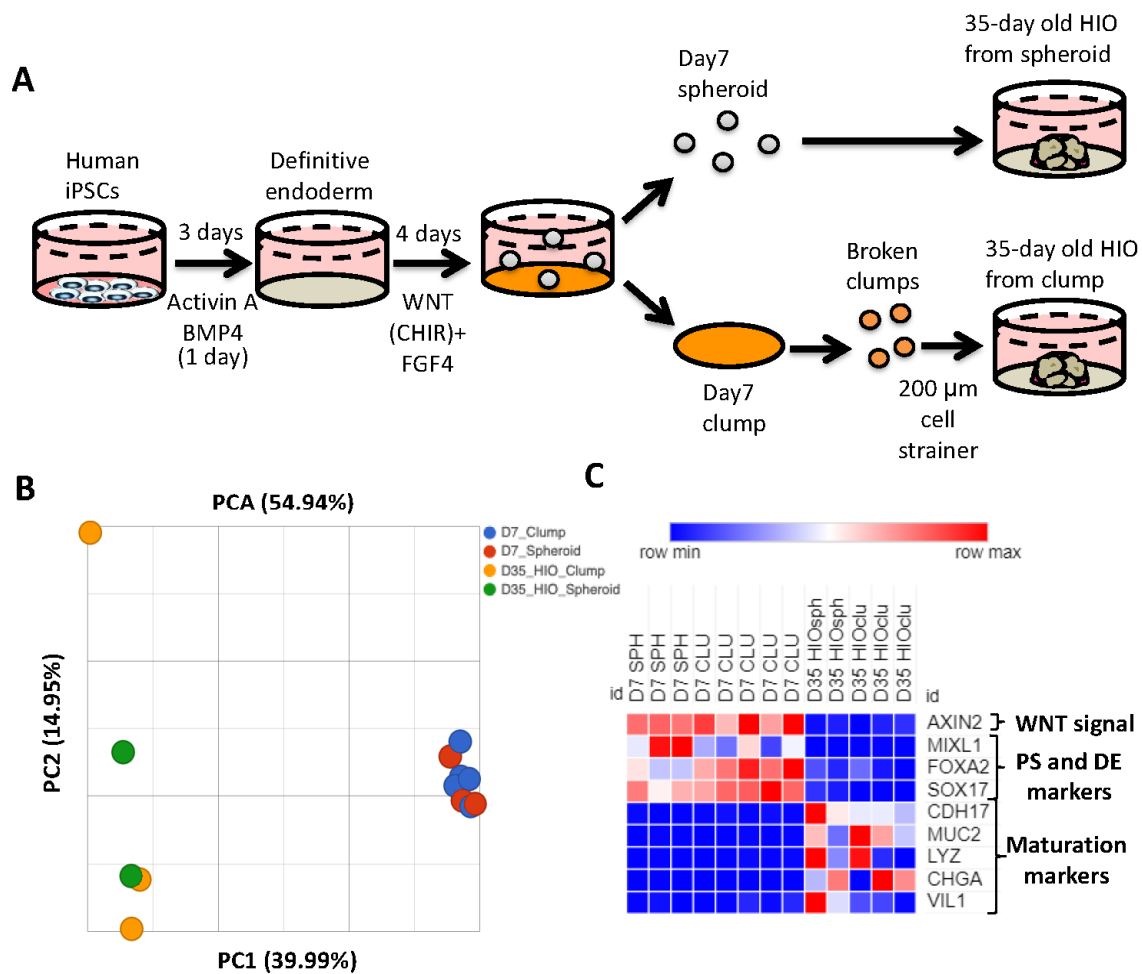 A
Human
iPSCs
3 days
Activin A
BMP4
(1 day)
Definitive
endoderm
4 days
WNT
(CHIR)+
FGF4
Day7
spheroid
35-day old HIO
from spheroid
Day7
clump
Broken
clumps
200 µm
cell
strainer
35-day old HIO
from clump
B
PCA (54.94%)
PC2 (14.95%)
PC1 (39.99%)
D7_Clump
D7_Spheroid
D35_HIO_Clump
D35_HIO_Spheroid
C
row min
row max
id
D7 SPH
D7 SPH
D7 SPH
D7 CLU
D7 CLU
D7 CLU
D7 CLU
D7 CLU
D35 HIOsph
D35 HIOsph
D35 HIOclu
D35 HIOclu
D35 HIOclu
id
AXIN2
MIXL1
FOXA2
SOX17
CDH17
MUC2
LYZ
CHGA
VIL1
WNT signal
PS and DE
markers
Maturation
markers